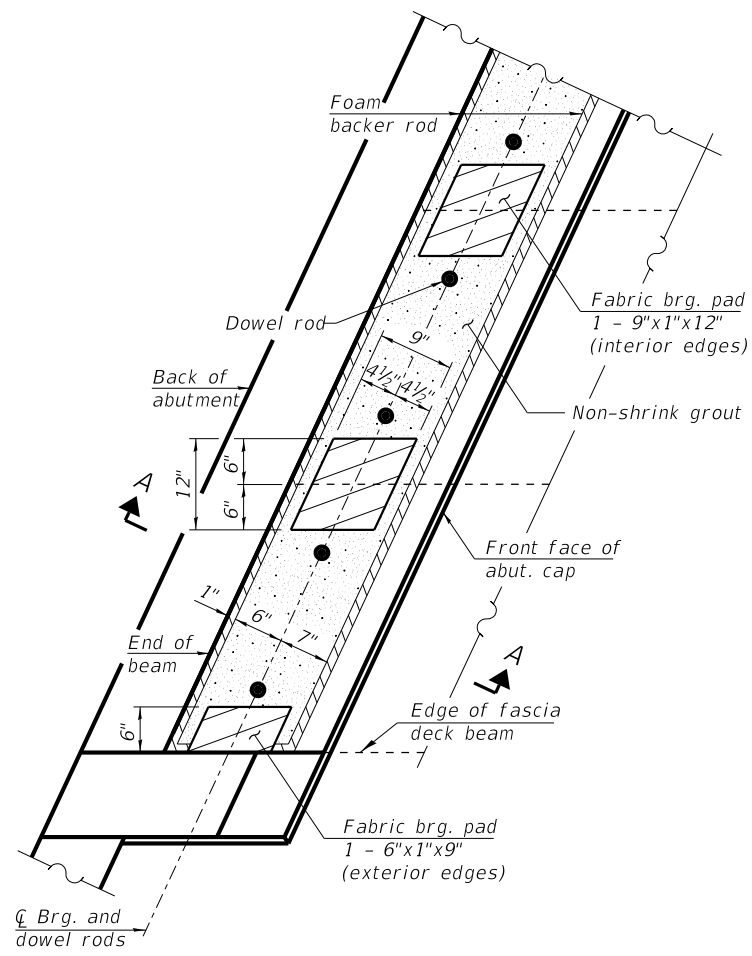 Foam
backer rod
Fabric brg. pad
1 - 9"x1"x12"
(interior edges)
Dowel rod
9"
4½" 4½"
Back of
abutment
Non-shrink grout
12"
6"
6"
A
Front face of
abut. cap
1"
6"
7"
End of
beam
A
6"
Edge of fascia
deck beam
Fabric brg. pad
1 - 6"x1"x9"
(exterior edges)
℄ Brg. and
dowel rods